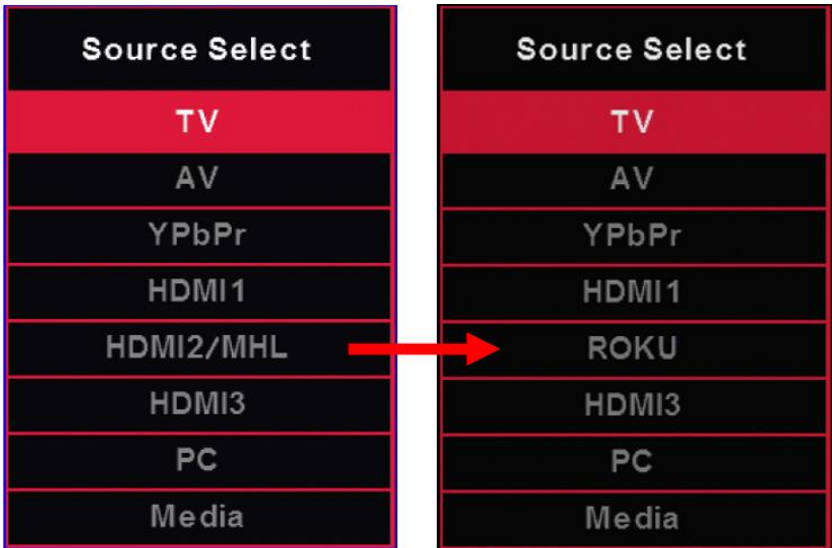 Source Select
TV
AV
YPbPr
HDMI1
HDMI2/MHL
HDMI3
PC
Media
Source Select
TV
AV
YPbPr
HDMI1
ROKU
HDMI3
PC
Media